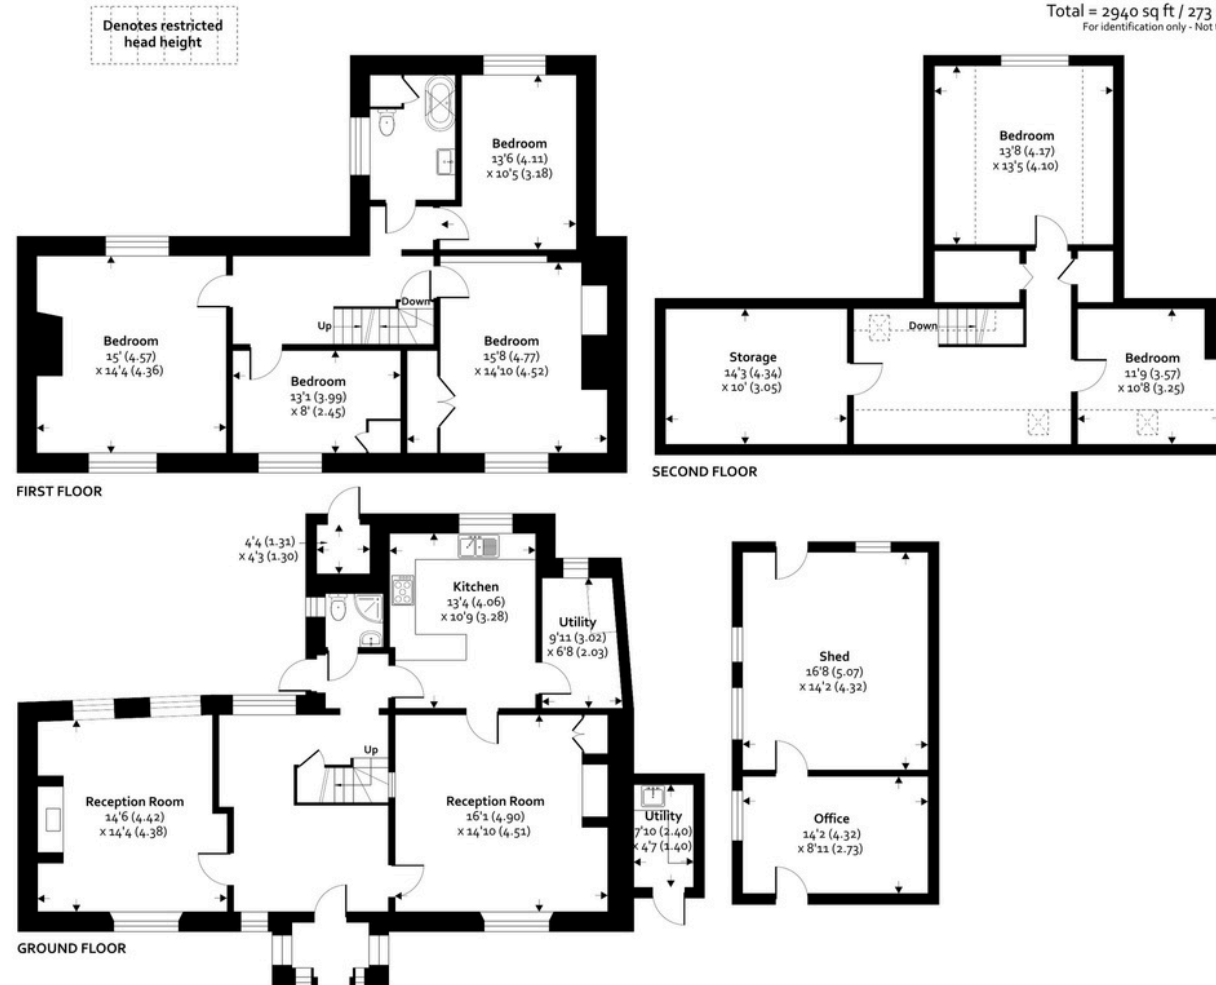 Denotes restricted
head height
Total = 2940 sq ft / 273
For identification only - Not
Bedroom
13'6 (4.11)
x 10'5 (3.18)
Bedroom
15' (4.57)
x 14'4 (4.36)
Up
Down
Bedroom
13'1 (3.99)
x 8' (2.45)
Bedroom
15'8 (4.77)
x 14'10 (4.52)
FIRST FLOOR
Bedroom
13'8 (4.17)
x 13'5 (4.10)
Storage
14'3 (4.34)
x 10' (3.05)
Down
Bedroom
11'9 (3.57)
x 10'8 (3.25)
SECOND FLOOR
4'4 (1.31)
x 4'3 (1.30)
Kitchen
13'4 (4.06)
x 10'9 (3.28)
Utility
9'11 (3.02)
x 6'8 (2.03)
Up
Reception Room
14'6 (4.42)
x 14'4 (4.38)
Reception Room
16'1 (4.90)
x 14'10 (4.51)
Utility
7'10 (2.40)
x 4'7 (1.40)
GROUND FLOOR
Shed
16'8 (5.07)
x 14'2 (4.32)
Office
14'2 (4.32)
x 8'11 (2.73)